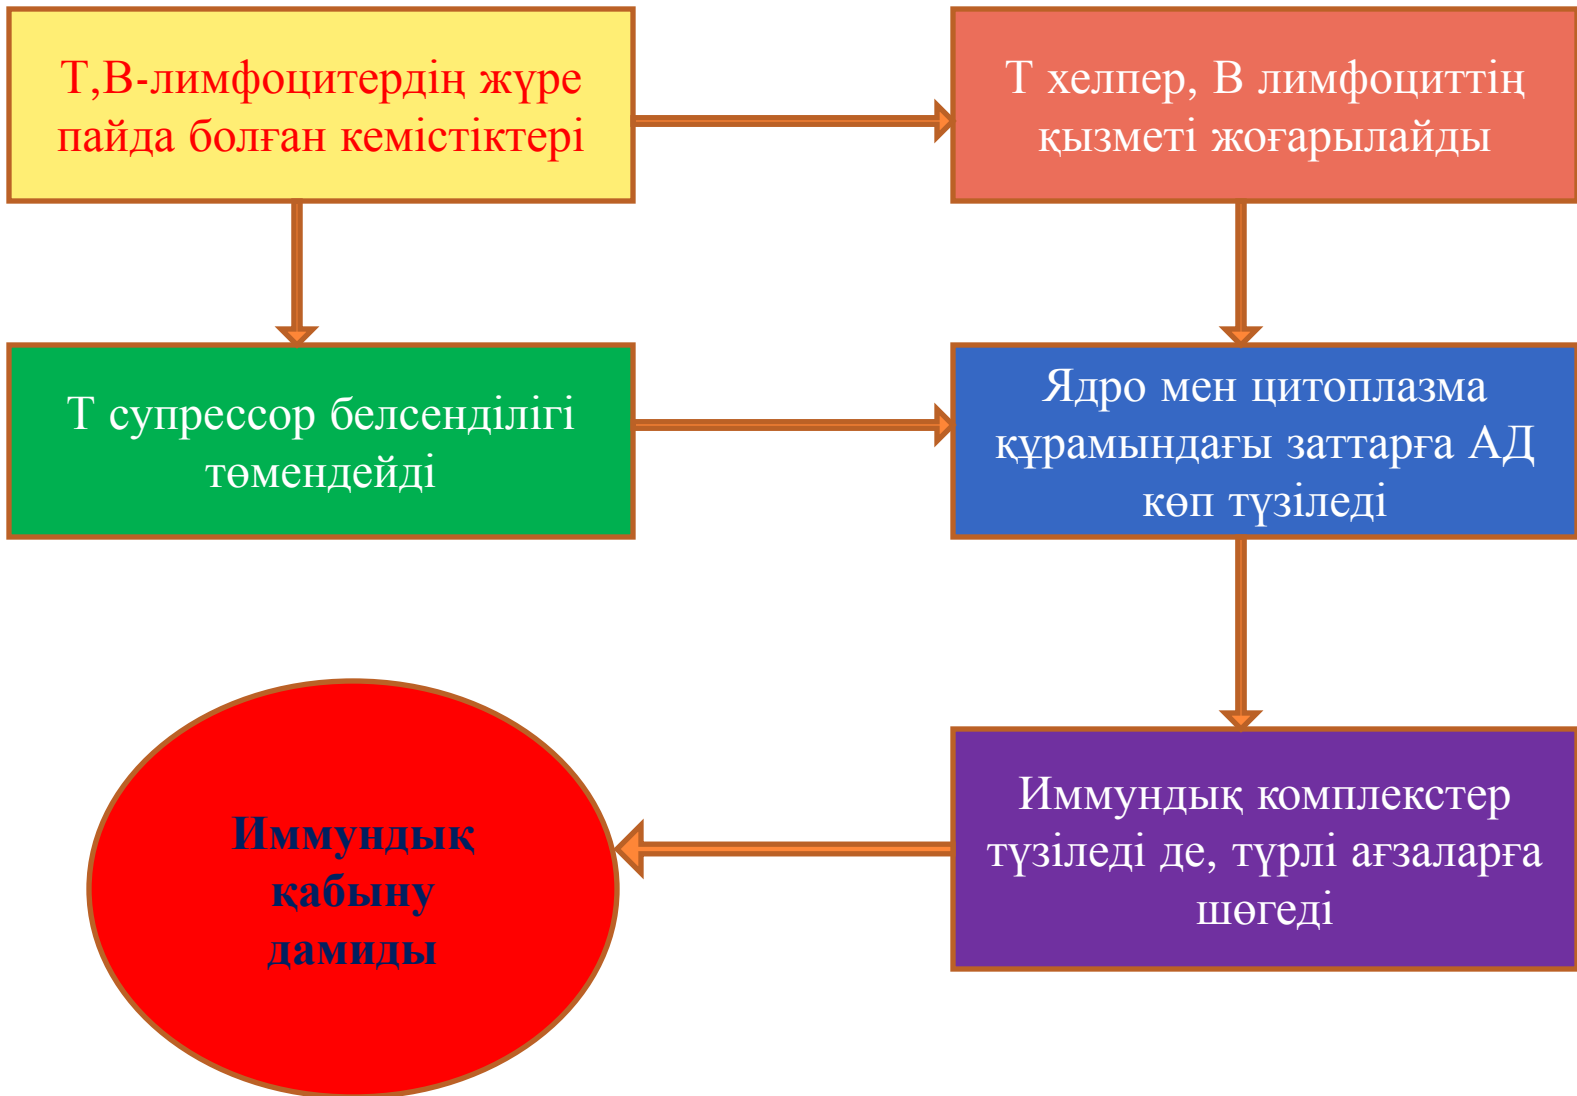 Т,В-лимфоцитердің жүре
пайда болған кемістіктері
Т хелпер, В лимфоциттің
қызметі жоғарылайды
Т супрессор белсенділігі
төмендейді
Ядро мен цитоплазма
құрамындағы заттарға АД
көп түзіледі
Иммундық комплекстер
түзіледі де, түрлі ағзаларға
шөгеді
Иммундық
қабыну
дамиды